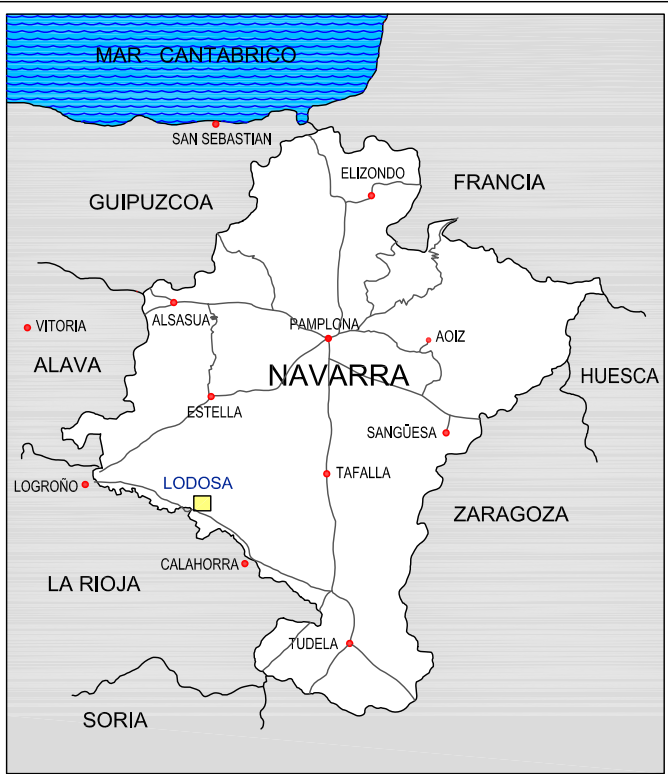 MAR CANTABRICO
SAN SEBASTIAN
ELIZONDO
FRANCIA
GUIPUZCOA
ALSASUA
VITORIA
PAMPLONA
AOIZ
ALAVA
NAVARRA
HUESCA
ESTELLA
SANGÜESA
TAFALLA
LOGROÑO
LODOSA
ZARAGOZA
CALAHORRA
LA RIOJA
TUDELA
SORIA